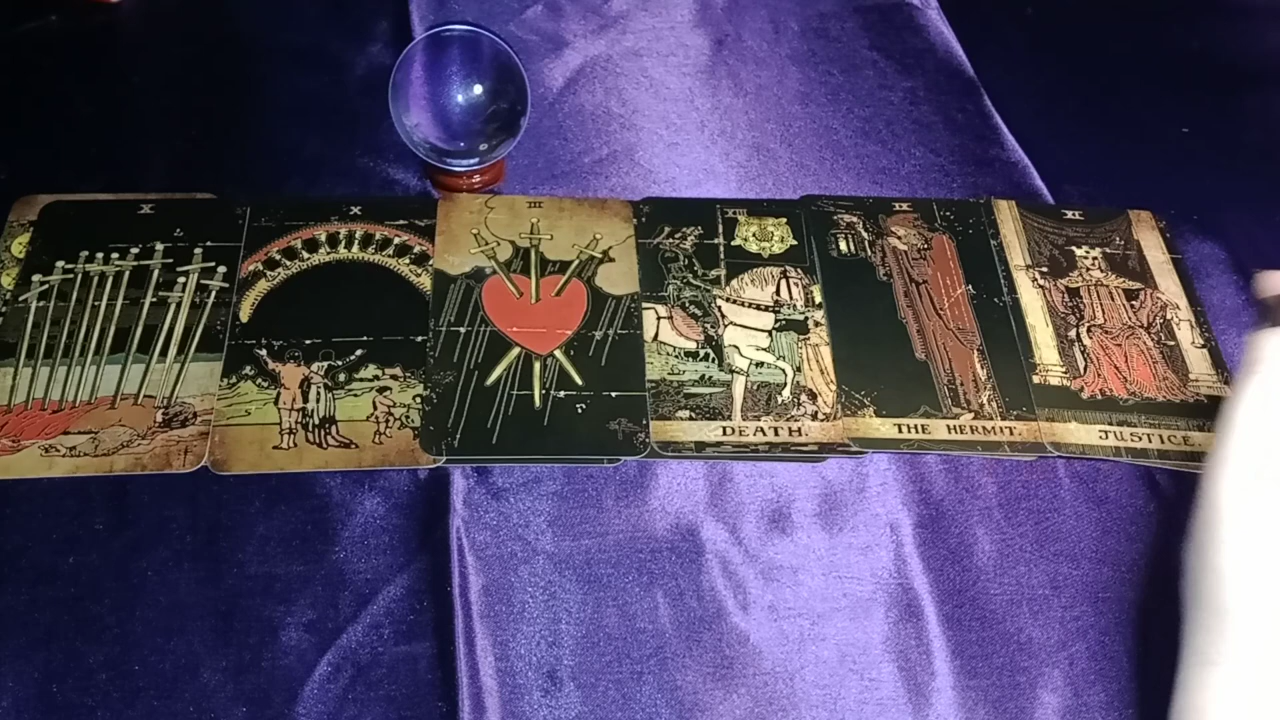 X
X
III
XIII
IX
XI
DEATH.
THE HERMIT.
JUSTICE.